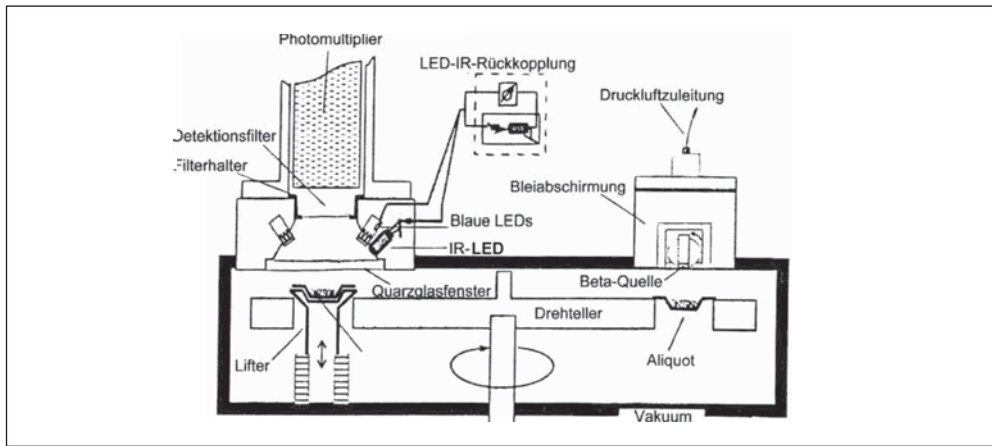 Photomultiplier
LED-IR-Rückkopplung
Druckluftzuleitung
Detektionsfilter
Filterhalter
Bleiabschirmung
Blaue LEDs
IR-LED
Beta-Quelle
Quarzglasfenster
Drehteller
Lifter
Aliquot
Vakuum